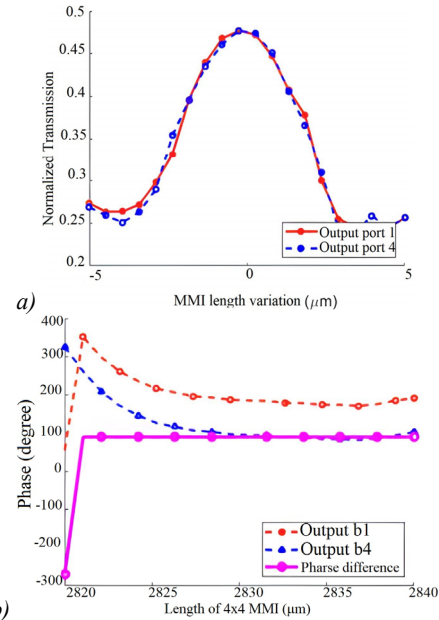 0.5
0.45
0.4
0.35
0.3
0.25
0.2
Normalized Transmission
-5
0
5
Output port 1
Output port 4
MMI length variation (μm)
a)
400
300
200
100
0
-100
-200
-300
Phase (degree)
Output b1
Output b4
Pharse difference
2820
2825
2830
2835
2840
Length of 4x4 MMI (μm)
)